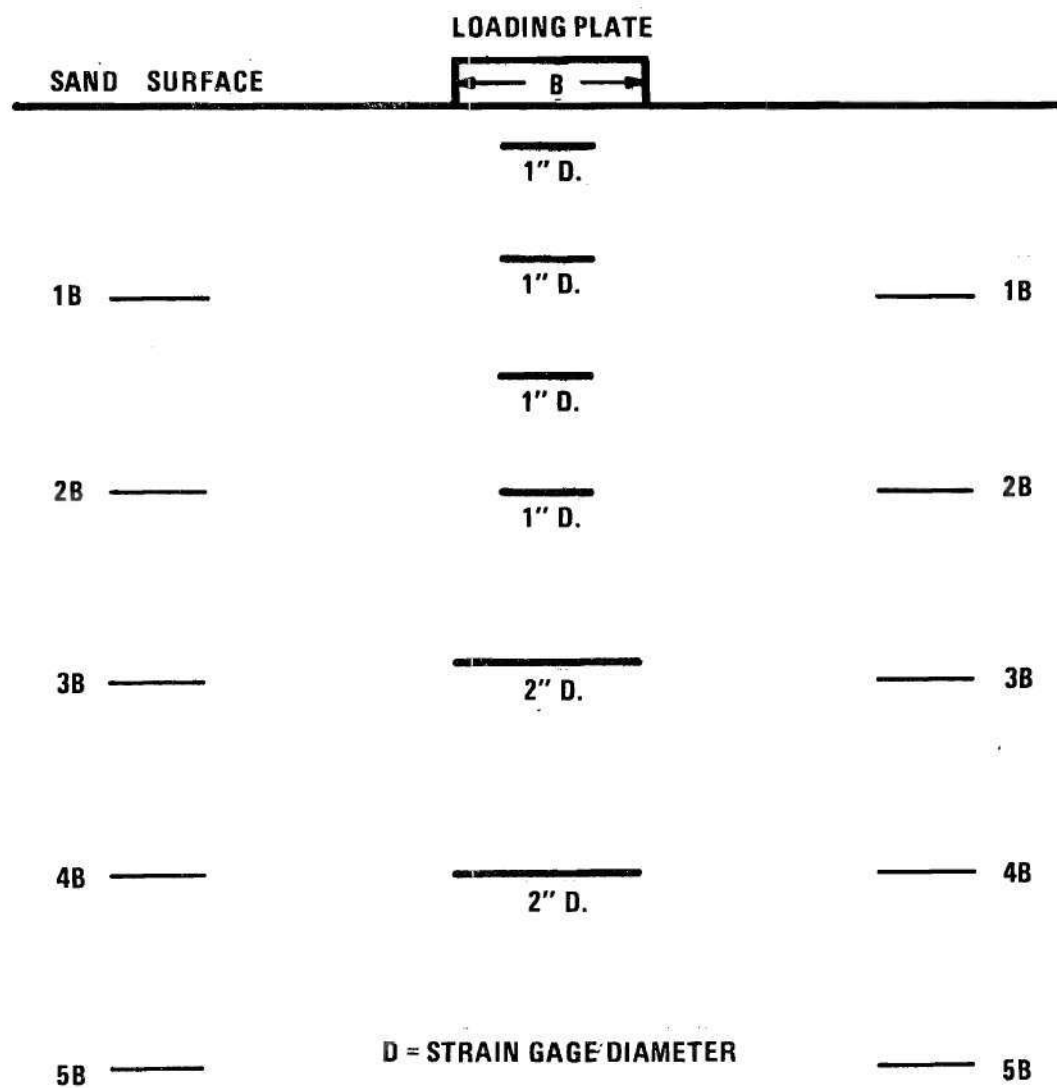 LOADING PLATE
SAND SURFACE
B
1" D.
1" D.
1B
1B
1" D.
2B
2B
1" D.
3B
3B
2" D.
4B
4B
2" D.
D = STRAIN GAGE DIAMETER
5B
5B